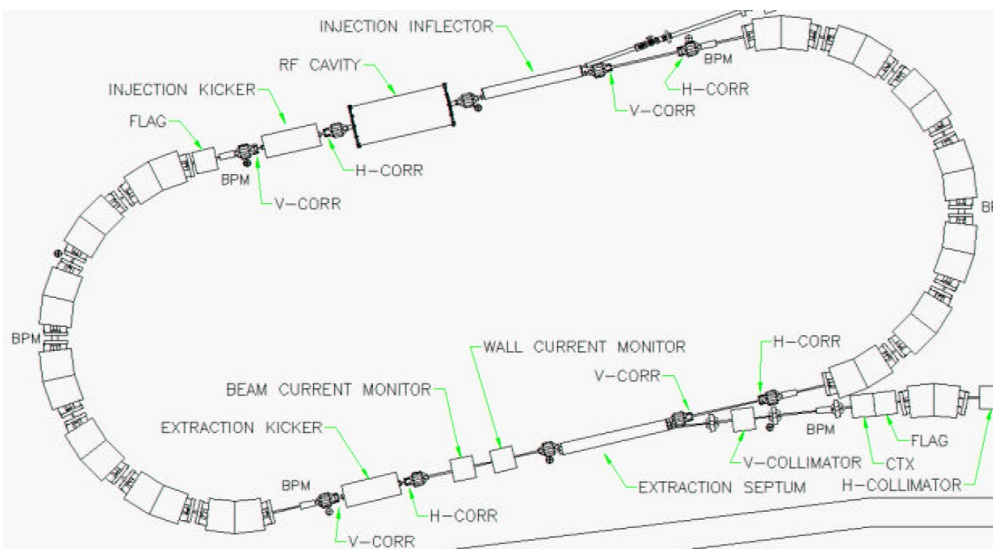 INJECTION INFLECTOR
RF CAVITY
BPM
INJECTION KICKER
H-CORR
V-CORR
FLAG
H-CORR
BPM
V-CORR
BPM
BPM
WALL CURRENT MONITOR
H-CORR
V-CORR
BEAM CURRENT MONITOR
EXTRACTION KICKER
BPM
FLAG
V-COLLIMATOR
CTX
BPM
EXTRACTION SEPTUM
H-COLLIMATOR
H-CORR
V-CORR